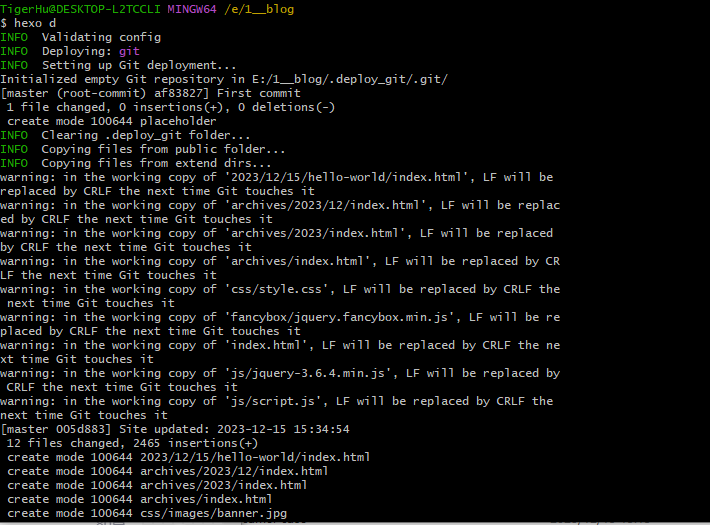 TigerHu@DESKTOP-L2TCCLI MINGW64 /e/1__blog
$ hexo d
INFO  Validating config
INFO  Deploying: git
INFO  Setting up Git deployment...
Initialized empty Git repository in E:/1__blog/.deploy_git/.git/
[master (root-commit) af83827] First commit
 1 file changed, 0 insertions(+), 0 deletions(-)
 create mode 100644 placeholder
INFO  Clearing .deploy_git folder...
INFO  Copying files from public folder...
INFO  Copying files from extend dirs...
warning: in the working copy of '2023/12/15/hello-world/index.html', LF will be
replaced by CRLF the next time Git touches it
warning: in the working copy of 'archives/2023/12/index.html', LF will be replac
ed by CRLF the next time Git touches it
warning: in the working copy of 'archives/2023/index.html', LF will be replaced
by CRLF the next time Git touches it
warning: in the working copy of 'archives/index.html', LF will be replaced by CR
LF the next time Git touches it
warning: in the working copy of 'css/style.css', LF will be replaced by CRLF the
 next time Git touches it
warning: in the working copy of 'fancybox/jquery.fancybox.min.js', LF will be re
placed by CRLF the next time Git touches it
warning: in the working copy of 'index.html', LF will be replaced by CRLF the ne
xt time Git touches it
warning: in the working copy of 'js/jquery-3.6.4.min.js', LF will be replaced by
 CRLF the next time Git touches it
warning: in the working copy of 'js/script.js', LF will be replaced by CRLF the
next time Git touches it
[master 005d883] Site updated: 2023-12-15 15:34:54
 12 files changed, 2465 insertions(+)
 create mode 100644 2023/12/15/hello-world/index.html
 create mode 100644 archives/2023/12/index.html
 create mode 100644 archives/2023/index.html
 create mode 100644 archives/index.html
 create mode 100644 css/images/banner.jpg